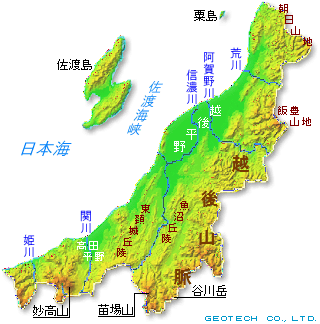 粟島
朝日山地
佐渡島
荒川
阿賀野川
信濃川
佐渡海峡
飯豊山地
越後平野
日本海
越後山脈
魚沼丘陵
東頸城丘陵
関川
高田平野
姫川
谷川岳
妙高山
苗場山
GEOTECH CO., LTD.